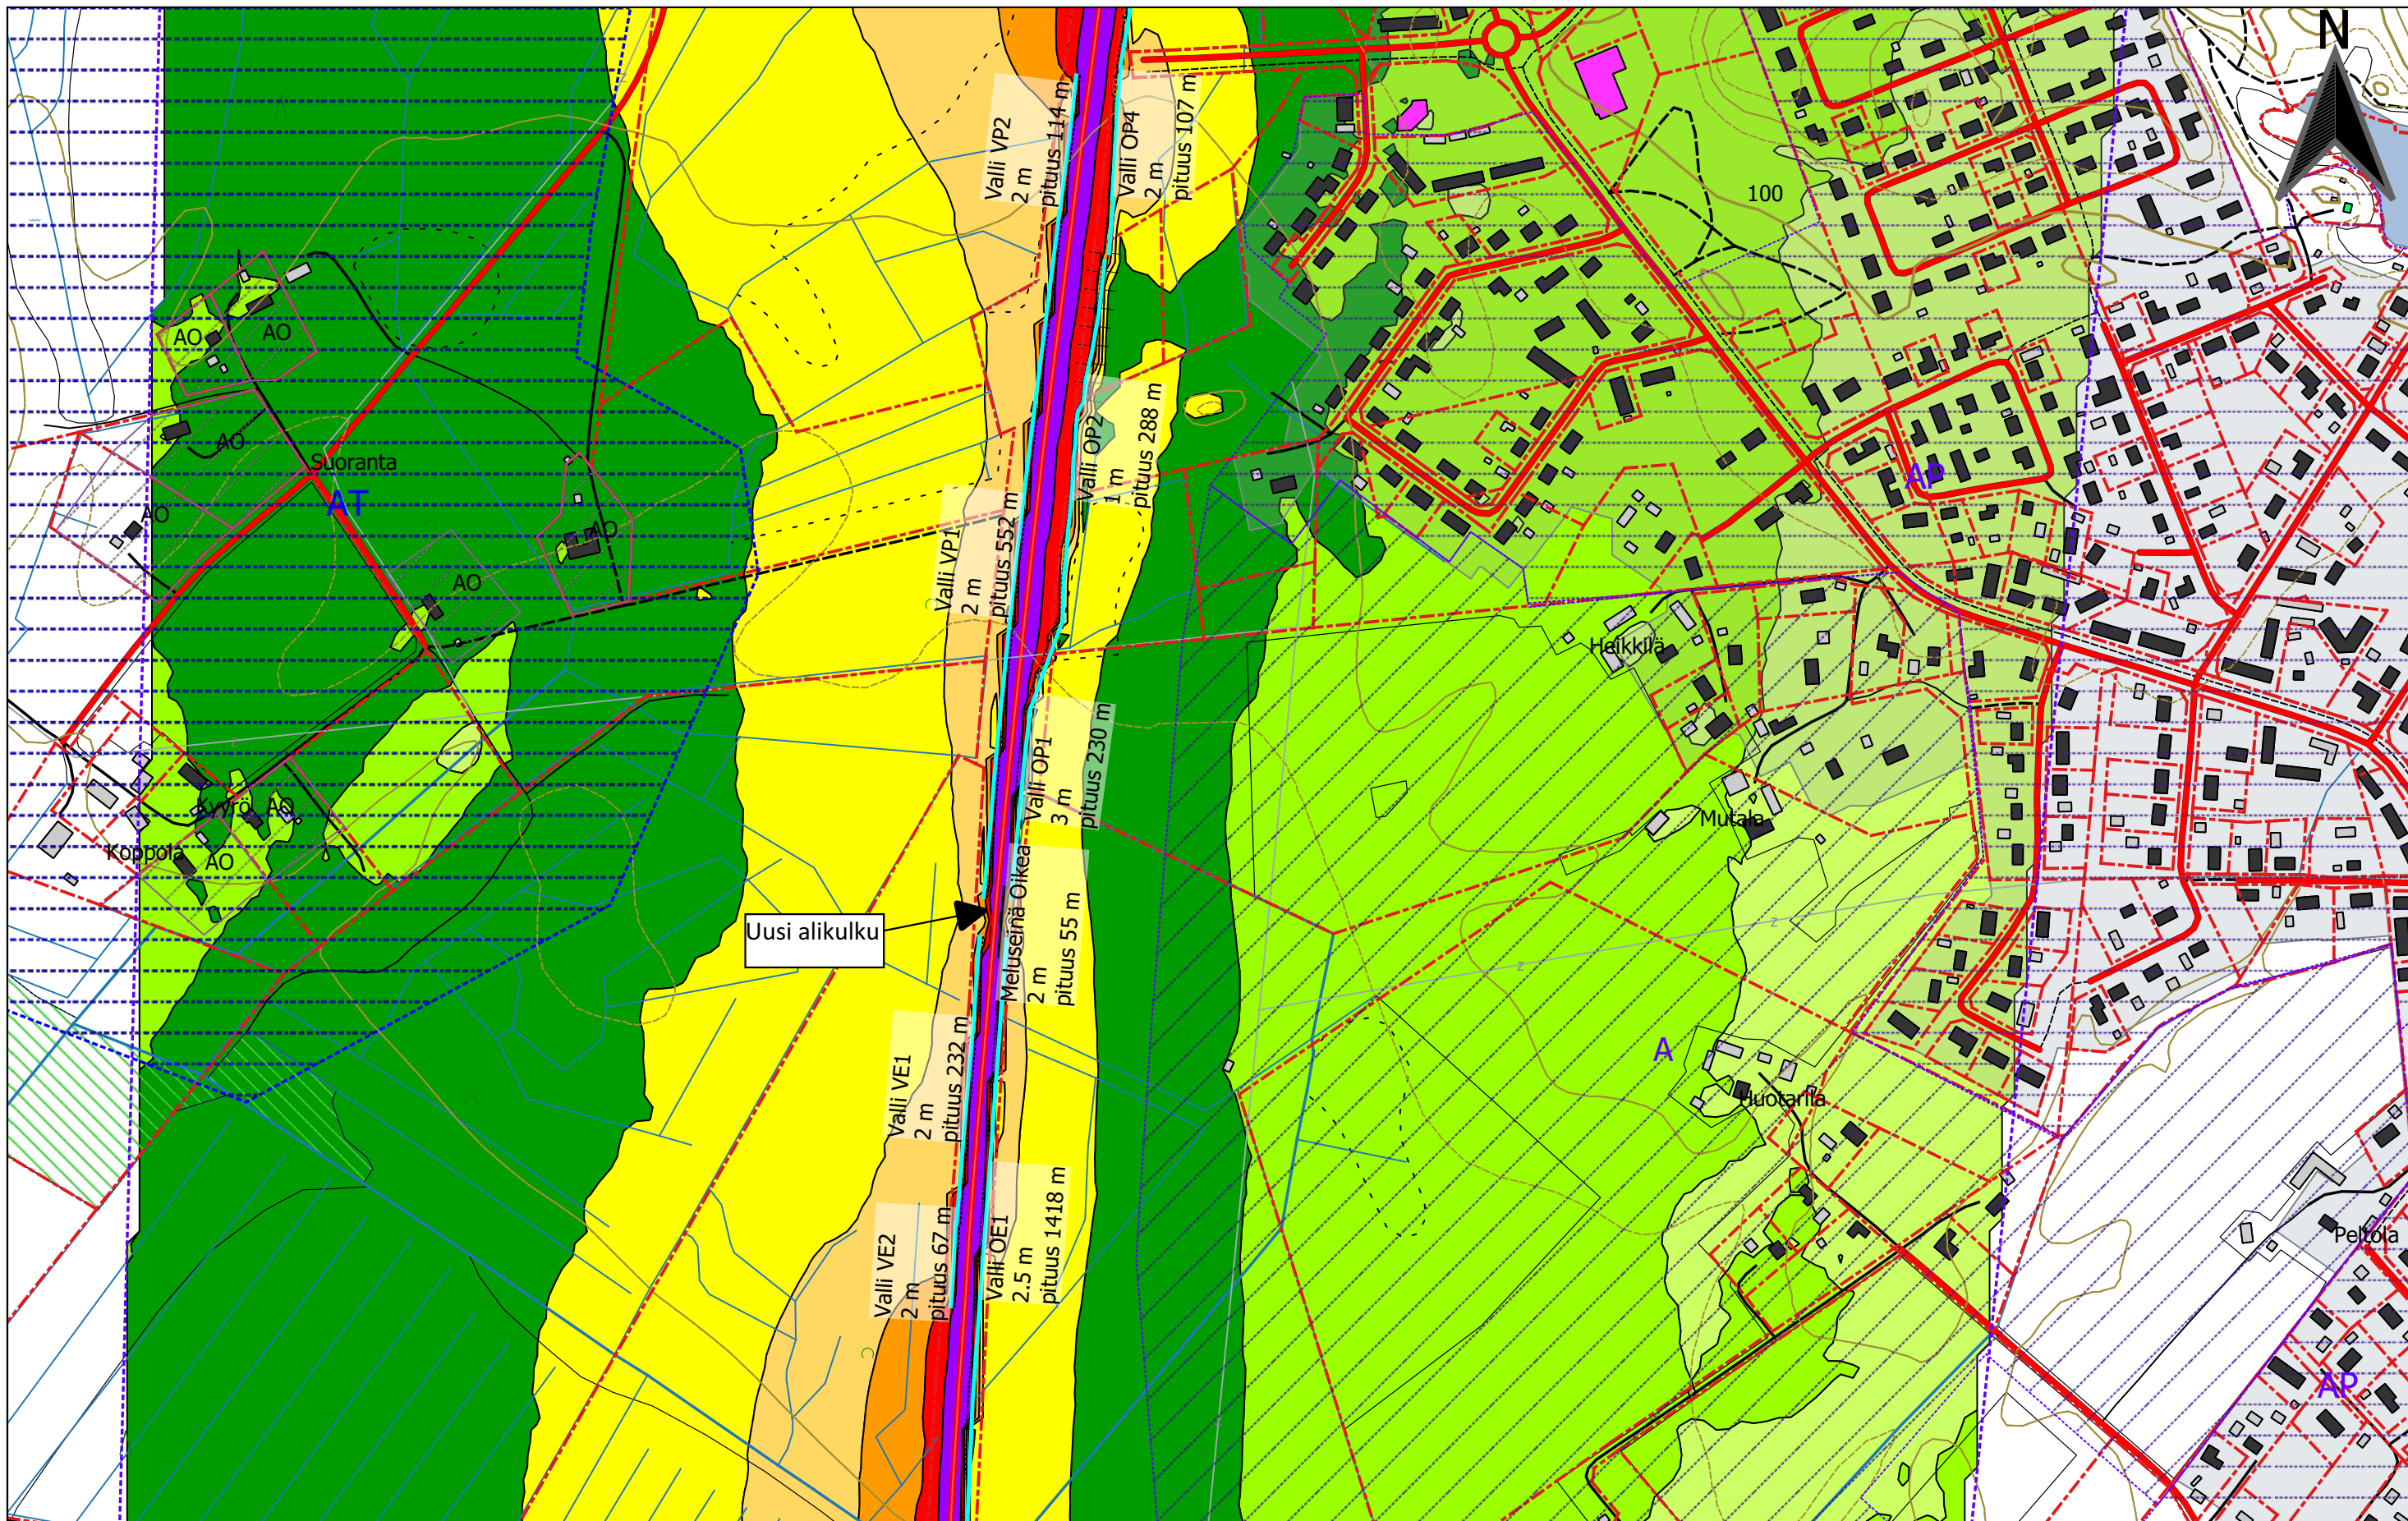 N
Valli VP2
2 m
pituus 114 m
Valli OP4
2 m
pituus 107 m
100
AO
AO
AO
Suoranta
AT
AO
AO
AO
Valli OP2
1 m
pituus 288 m
AP
Valli VP1
2 m
pituus 552 m
Heikkilä
Valli OP1
3 m
pituus 230 m
Kyyrö
AO
Koppola
AO
Mutala
Uusi alikulku
Meluseinä Oikea
2 m
pituus 55 m
Valli VE1
2 m
pituus 232 m
A
Huotarila
Valli VE2
2 m
pituus 67 m
Valli OE1
2.5 m
pituus 1418 m
Peltola
AP
z
z
z
z